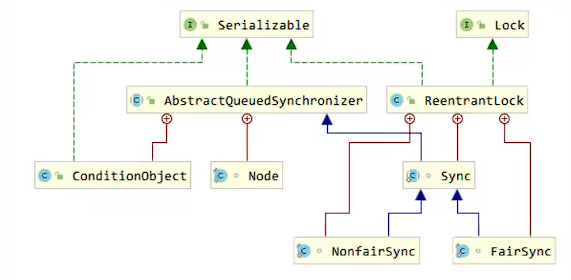 I Serializable
I Lock
C AbstractQueuedSynchronizer
C ReentrantLock
C ConditionObject
C Node
C Sync
C NonfairSync
C FairSync